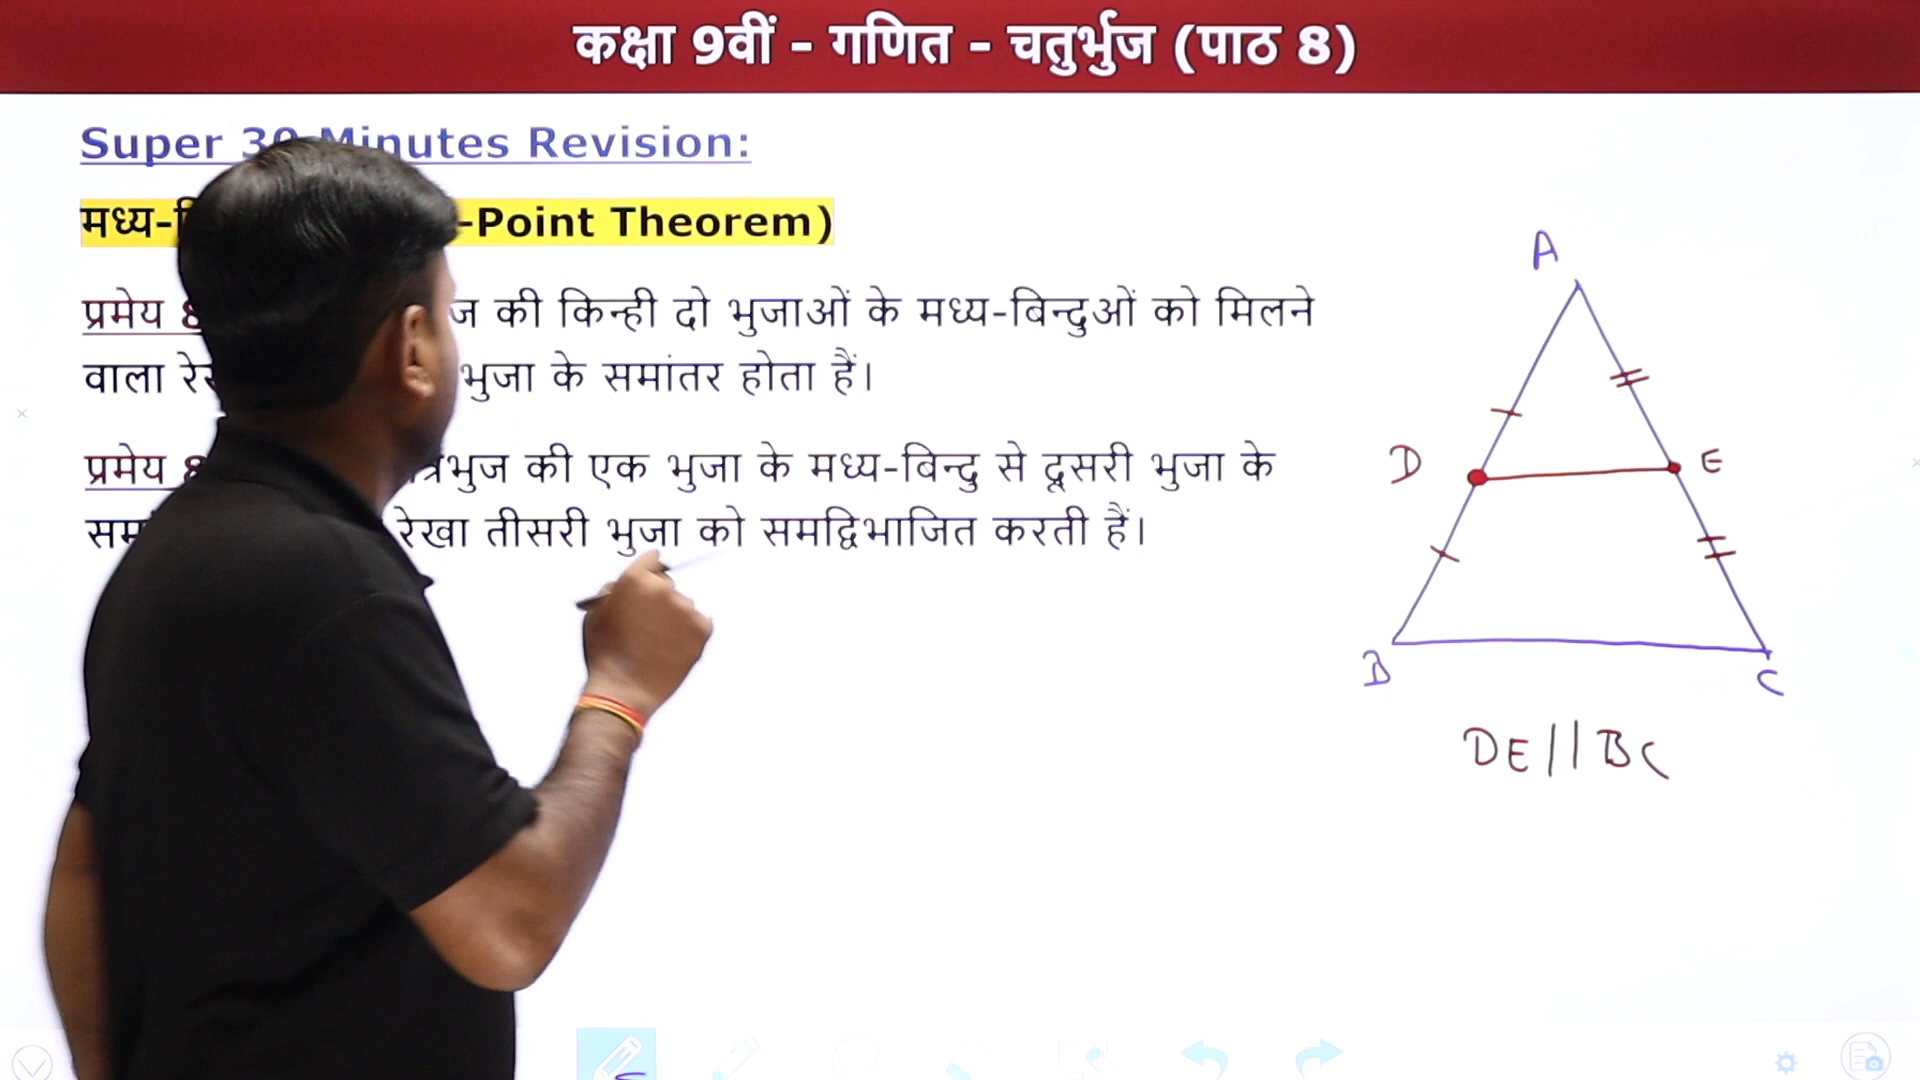 कक्षा 9वीं - गणित - चतुर्भुज (पाठ 8)
Super 30 Minutes Revision:
-Point Theorem)
प्रमेय की किन्ही दो भुजाओं के मध्य-बिन्दुओं को मिलने
वाला भुजा के समांतर होता हैं।
प्रमेय की एक भुजा के मध्य-बिन्दु से दूसरी भुजा के
रेखा तीसरी भुजा को समद्विभाजित करती हैं।
A
D E
B C
DE||BC